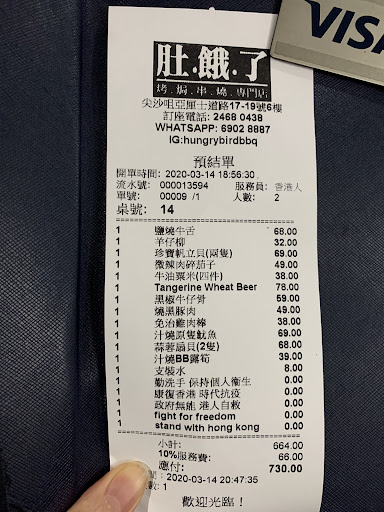 VISA
肚.餓.了
烤.焗.串.燒.專門店
尖沙咀亞厘士道路17-19號6樓
訂座電話: 2468 0438
WHATSAPP: 6902 8887
IG:hungrybirdbbq
預結單
開單時間: 2020-03-14 18:56:30
流水號: 000013594 服務員: 香港人
單號: 00009 /1 人數: 2
桌號: 14
1 鹽燒牛舌 68.00
1 羊仔柳 32.00
1 珍寶帆立貝(兩隻) 69.00
1 微辣肉碎茄子 49.00
1 牛油粟米(四件) 38.00
1 Tangerine Wheat Beer 78.00
1 黑椒牛仔骨 59.00
1 燒黑豚肉 49.00
1 免治雞肉棒 38.00
1 汁燒原隻魷魚 69.00
1 蒜蓉扇貝(2隻) 68.00
1 汁燒BB露筍 39.00
1 支裝水 8.00
1 勤洗手 保持個人衛生 0.00
1 康復香港 時代抗疫 0.00
1 政府無能 港人自救 0.00
1 fight for freedom 0.00
1 stand with hong kong 0.00
小計: 664.00
10%服務費: 66.00
應付: 730.00
間: 2020-03-14 20:47:35
數: 1
歡迎光臨！